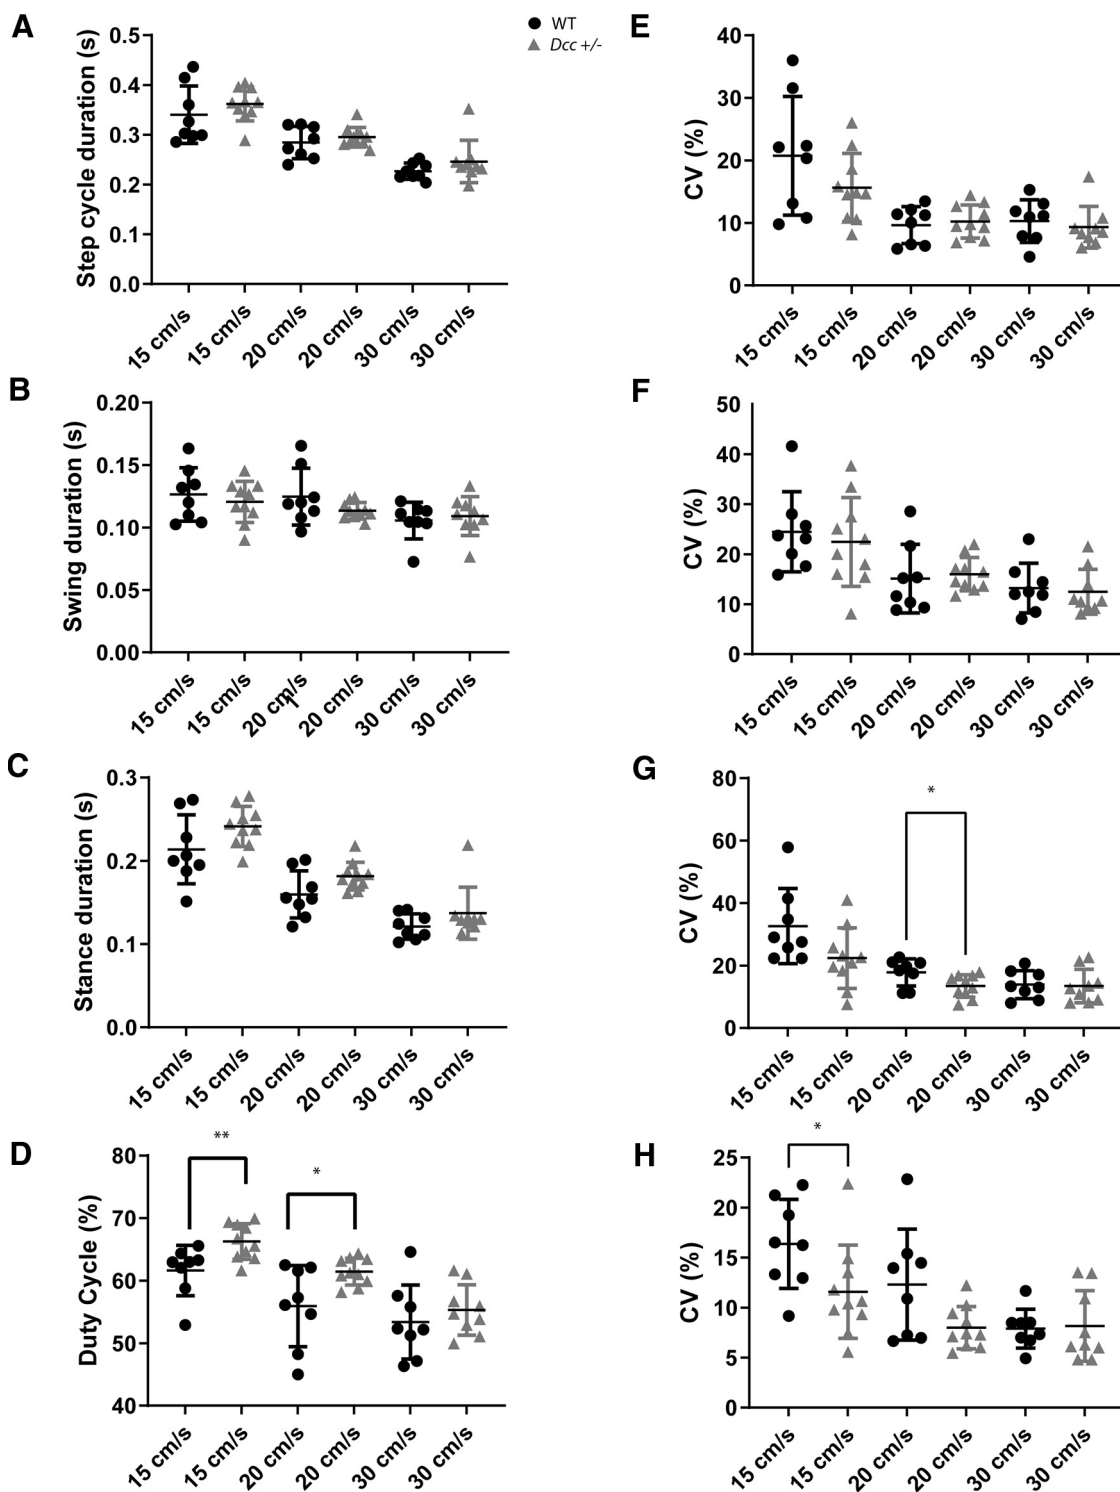 A
WT
Dcc +/-
Step cycle duration (s)
0.5
0.4
0.3
0.2
0.1
0.0
15 cm/s
15 cm/s
20 cm/s
20 cm/s
30 cm/s
30 cm/s
E
CV (%)
40
30
20
10
0
15 cm/s
15 cm/s
20 cm/s
20 cm/s
30 cm/s
30 cm/s
B
Swing duration (s)
0.20
0.15
0.10
0.05
0.00
15 cm/s
15 cm/s
20 cm/s
20 cm/s
30 cm/s
30 cm/s
F
CV (%)
50
40
30
20
10
0
15 cm/s
15 cm/s
20 cm/s
20 cm/s
30 cm/s
30 cm/s
C
Stance duration (s)
0.3
0.2
0.1
0.0
15 cm/s
15 cm/s
20 cm/s
20 cm/s
30 cm/s
30 cm/s
G
CV (%)
80
60
40
20
0
*
15 cm/s
15 cm/s
20 cm/s
20 cm/s
30 cm/s
30 cm/s
D
Duty Cycle (%)
80
70
60
50
40
**
*
15 cm/s
15 cm/s
20 cm/s
20 cm/s
30 cm/s
30 cm/s
H
CV (%)
25
20
15
10
5
0
*
15 cm/s
15 cm/s
20 cm/s
20 cm/s
30 cm/s
30 cm/s